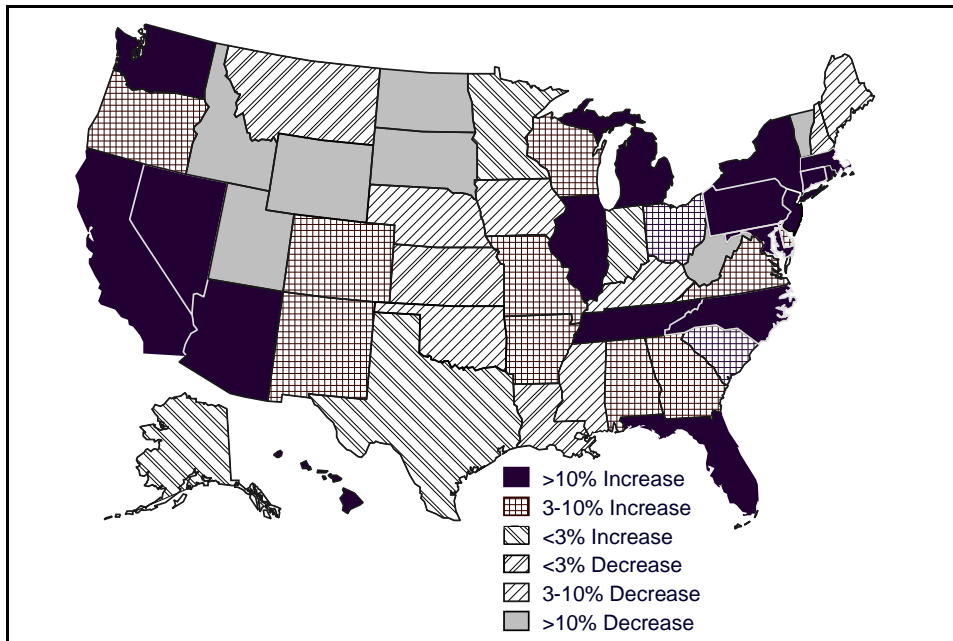 >10% Increase
3-10% Increase
<3% Increase
<3% Decrease
3-10% Decrease
>10% Decrease